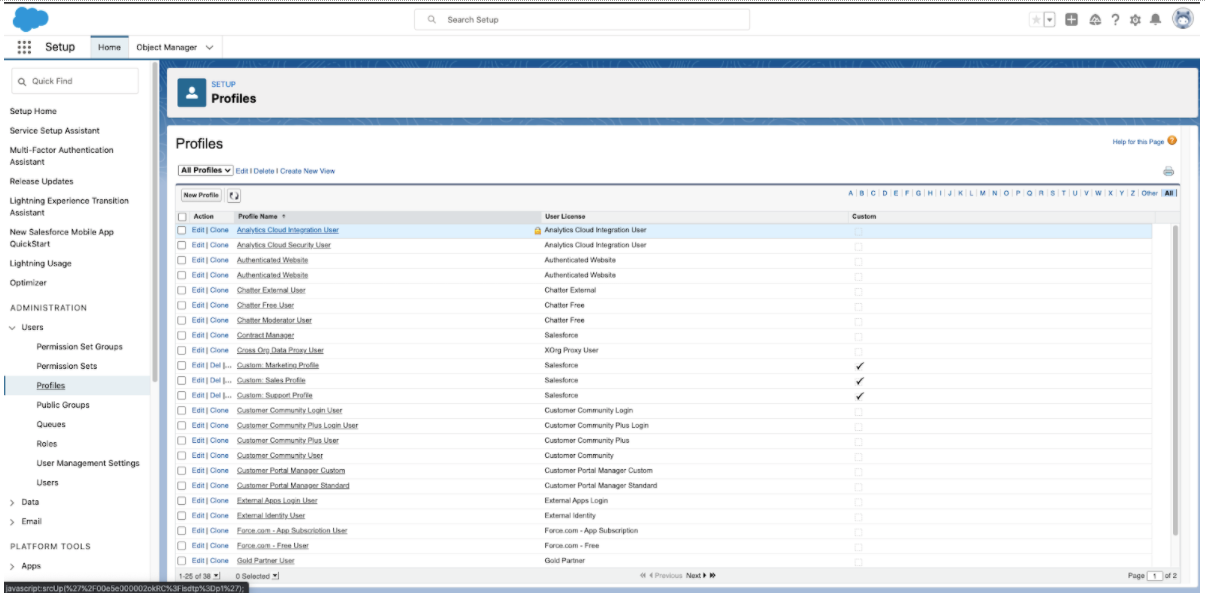 Search Setup
Setup
Home
Object Manager
Quick Find
Setup Home
Service Setup Assistant
Multi-Factor Authentication
Assistant
Release Updates
Lightning Experience Transition
Assistant
New Salesforce Mobile App
QuickStart
Lightning Usage
Optimizer
ADMINISTRATION
Users
Permission Set Groups
Permission Sets
Profiles
Public Groups
Queues
Roles
User Management Settings
Users
Data
Email
PLATFORM TOOLS
Apps
SETUP
Profiles
Profiles
Help for this Page
All Profiles Edit | Delete | Create New View
New Profile
A | B | C | D | E | F | G | H | I | J | K | L | M | N | O | P | Q | R | S | T | U | V | W | X | Y | Z | Other | All
Action Profile Name User License Custom
Edit | Clone Analytics Cloud Integration User Analytics Cloud Integration User
Edit | Clone Analytics Cloud Security User Analytics Cloud Integration User
Edit | Clone Authenticated Website Authenticated Website
Edit | Clone Authenticated Website Authenticated Website
Edit | Clone Chatter External User Chatter External
Edit | Clone Chatter Free User Chatter Free
Edit | Clone Chatter Moderator User Chatter Free
Edit | Clone Contract Manager Salesforce
Edit | Clone Cross Org Data Proxy User XOrg Proxy User
Edit | Del |... Custom: Marketing Profile Salesforce
Edit | Del |... Custom: Sales Profile Salesforce
Edit | Del |... Custom: Support Profile Salesforce
Edit | Clone Customer Community Login User Customer Community Login
Edit | Clone Customer Community Plus Login User Customer Community Plus Login
Edit | Clone Customer Community Plus User Customer Community Plus
Edit | Clone Customer Community User Customer Community
Edit | Clone Customer Portal Manager Custom Customer Portal Manager Custom
Edit | Clone Customer Portal Manager Standard Customer Portal Manager Standard
Edit | Clone External Apps Login User External Apps Login
Edit | Clone External Identity User External Identity
Edit | Clone Force.com - App Subscription User Force.com - App Subscription
Edit | Clone Force.com - Free User Force.com - Free
Edit | Clone Gold Partner User Gold Partner
1-25 of 38 0 Selected Previous Next Page 1 of 2